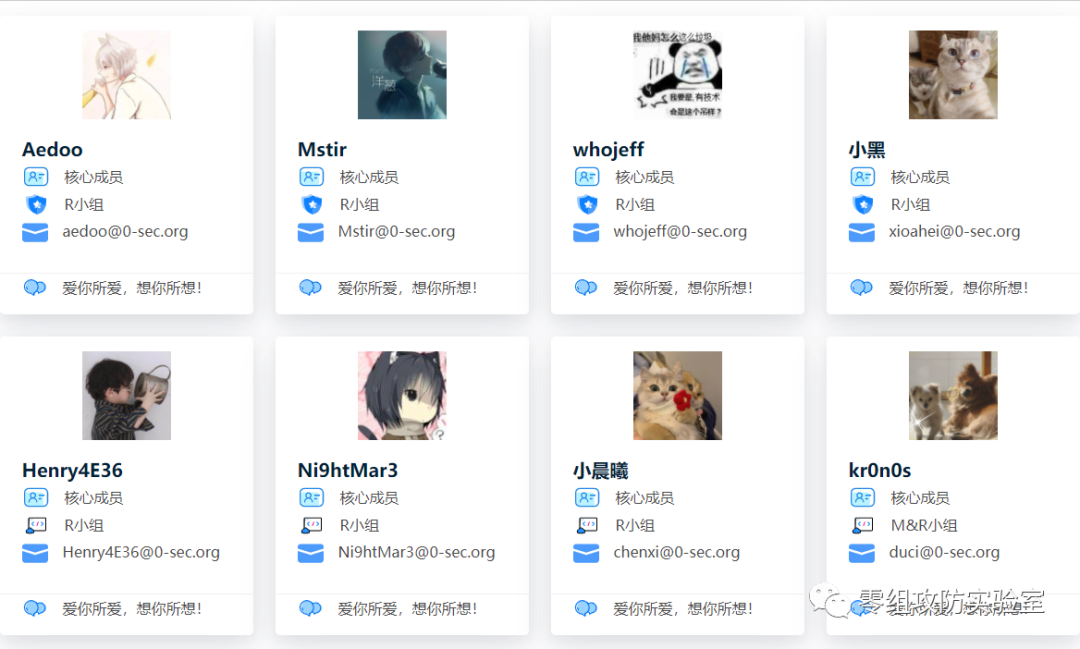 洋葱
我他妈怎么这么垃圾
我要是有技术
会是这个吊样?
Aedoo
Mstir
whojeff
小黑
核心成员
核心成员
核心成员
核心成员
R小组
R小组
R小组
R小组
aedoo@0-sec.org
Mstir@0-sec.org
whojeff@0-sec.org
xioahei@0-sec.org
爱你所爱，想你所想！
爱你所爱，想你所想！
爱你所爱，想你所想！
爱你所爱，想你所想！
Henry4E36
Ni9htMar3
小晨曦
kr0n0s
核心成员
核心成员
核心成员
核心成员
R小组
R小组
R小组
M&R小组
Henry4E36@0-sec.org
Ni9htMar3@0-sec.org
chenxi@0-sec.org
duci@0-sec.org
爱你所爱，想你所想！
爱你所爱，想你所想！
爱你所爱，想你所想！
爱你所爱，想你所想！
零组攻防实验室